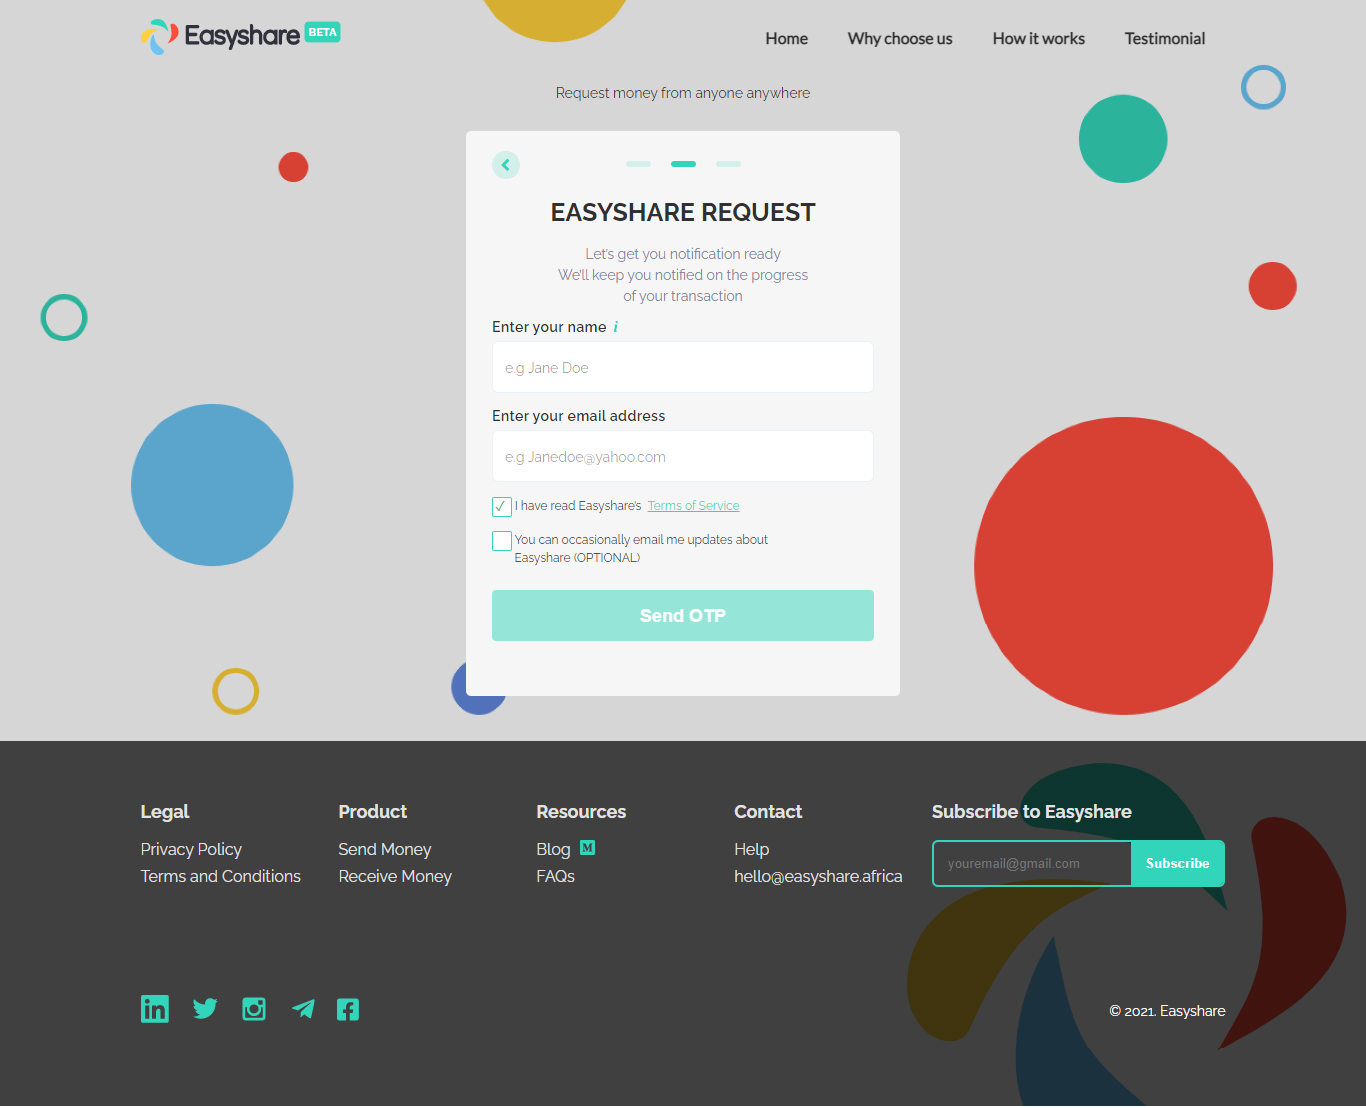 Easyshare BETA
Home Why choose us How it works Testimonial
Request money from anyone anywhere
EASYSHARE REQUEST
Let's get you notification ready
We'll keep you notified on the progress
of your transaction
Enter your name i
e.g Jane Doe
Enter your email address
e.g Janedoe@yahoo.com
I have read Easyshare's Terms of Service
You can occasionally email me updates about
Easyshare (OPTIONAL)
Send OTP
Legal
Privacy Policy
Terms and Conditions
Product
Send Money
Receive Money
Resources
Blog M
FAQs
Contact
Help
hello@easyshare.africa
Subscribe to Easyshare
youremail@gmail.com Subscribe
in
© 2021. Easyshare